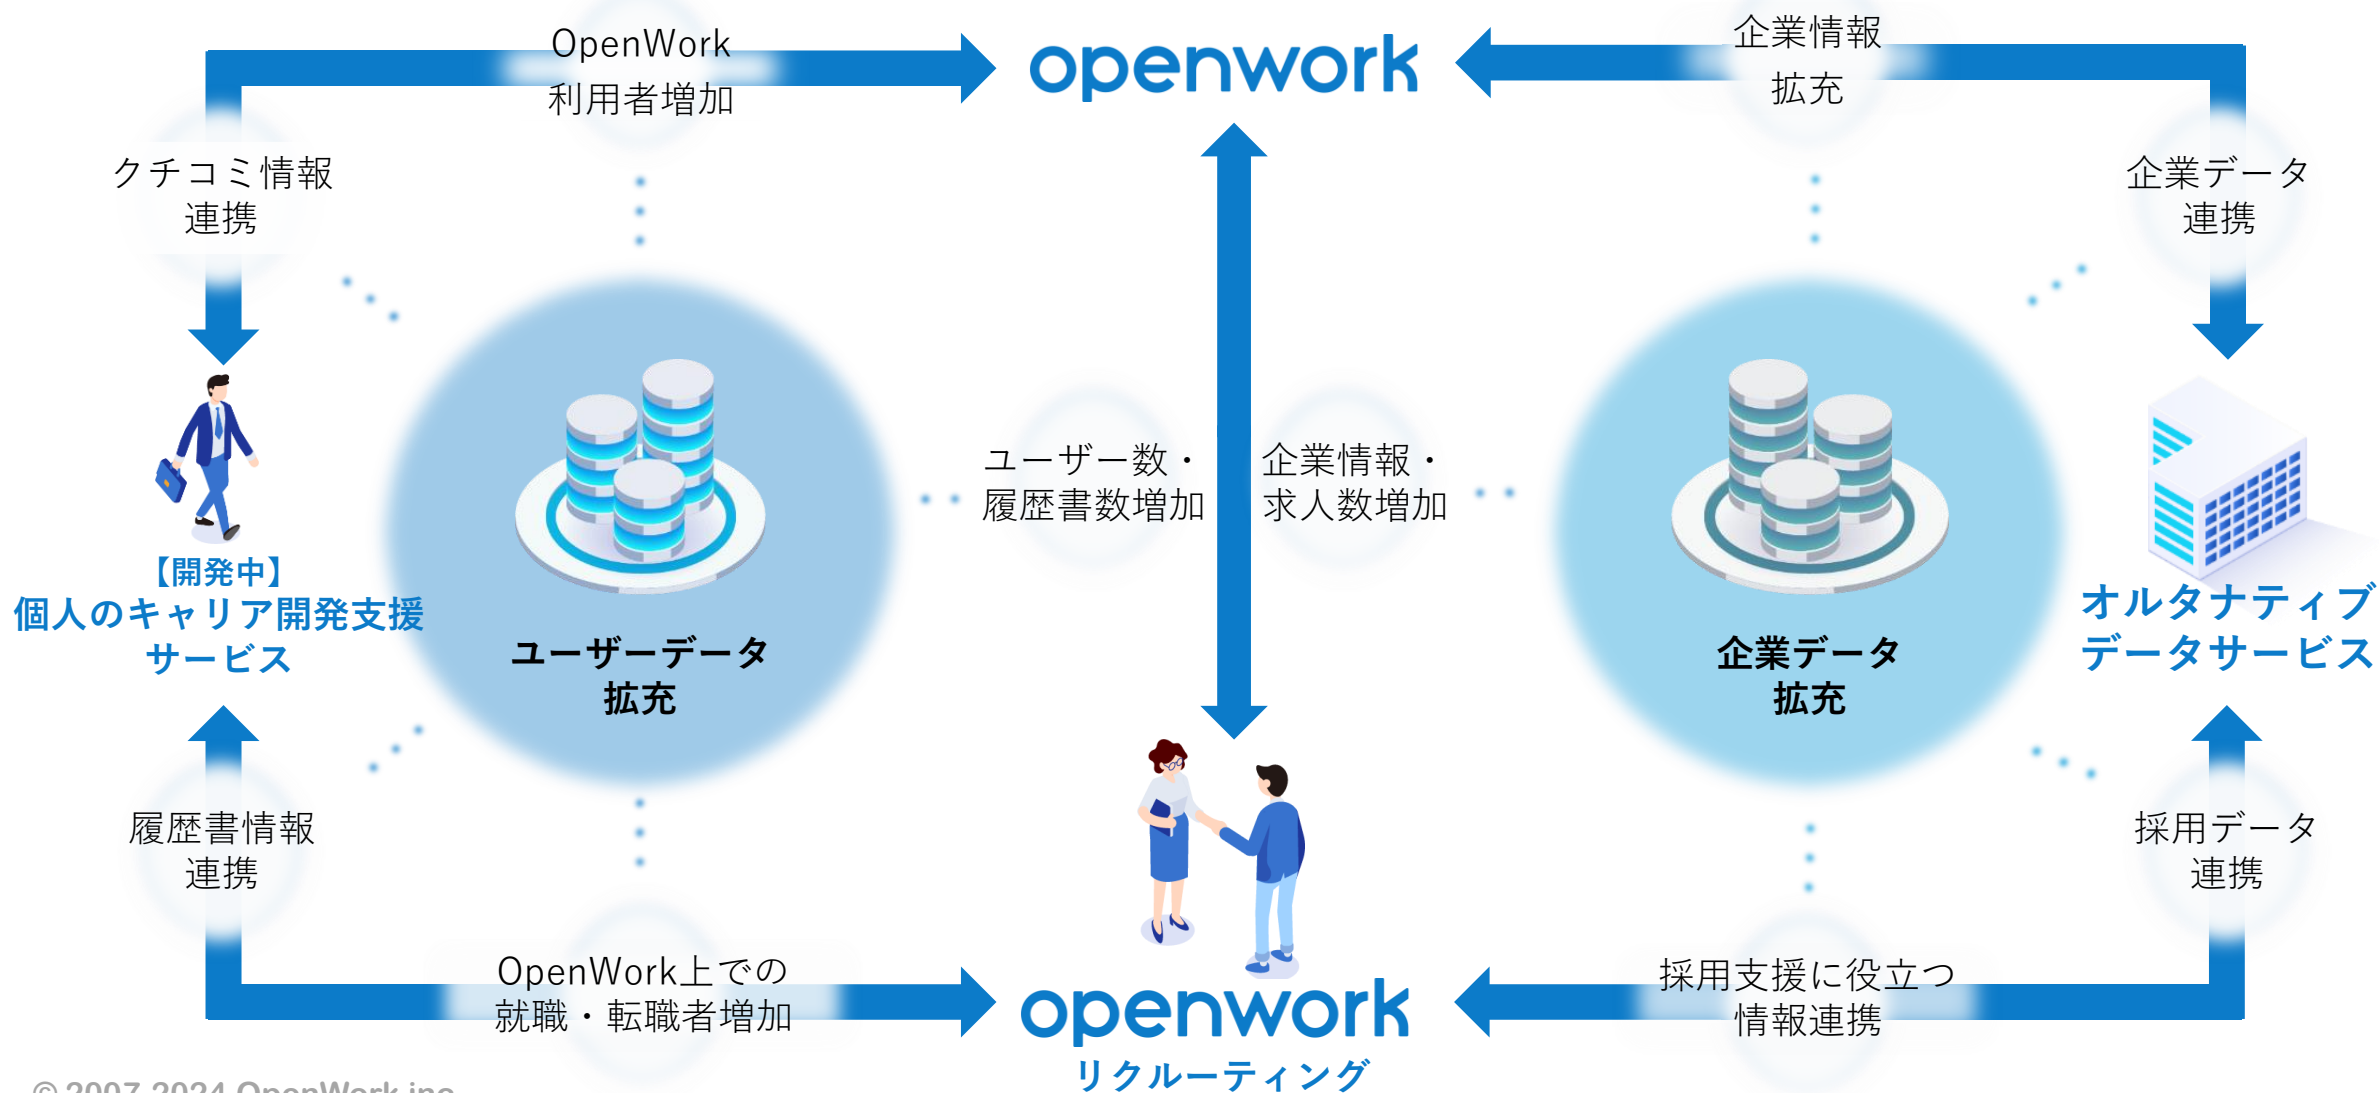 OpenWork
利用者増加
openwork
企業情報
拡充
クチコミ情報
連携
企業データ
連携
ユーザー数・
履歴書数増加
企業情報・
求人数増加
【開発中】
個人のキャリア開発支援
サービス
ユーザーデータ
拡充
企業データ
拡充
オルタナティブ
データサービス
履歴書情報
連携
採用データ
連携
OpenWork上での
就職・転職者増加
openwork
リクルーティング
採用支援に役立つ
情報連携
© 2007-2024 OpenWork inc